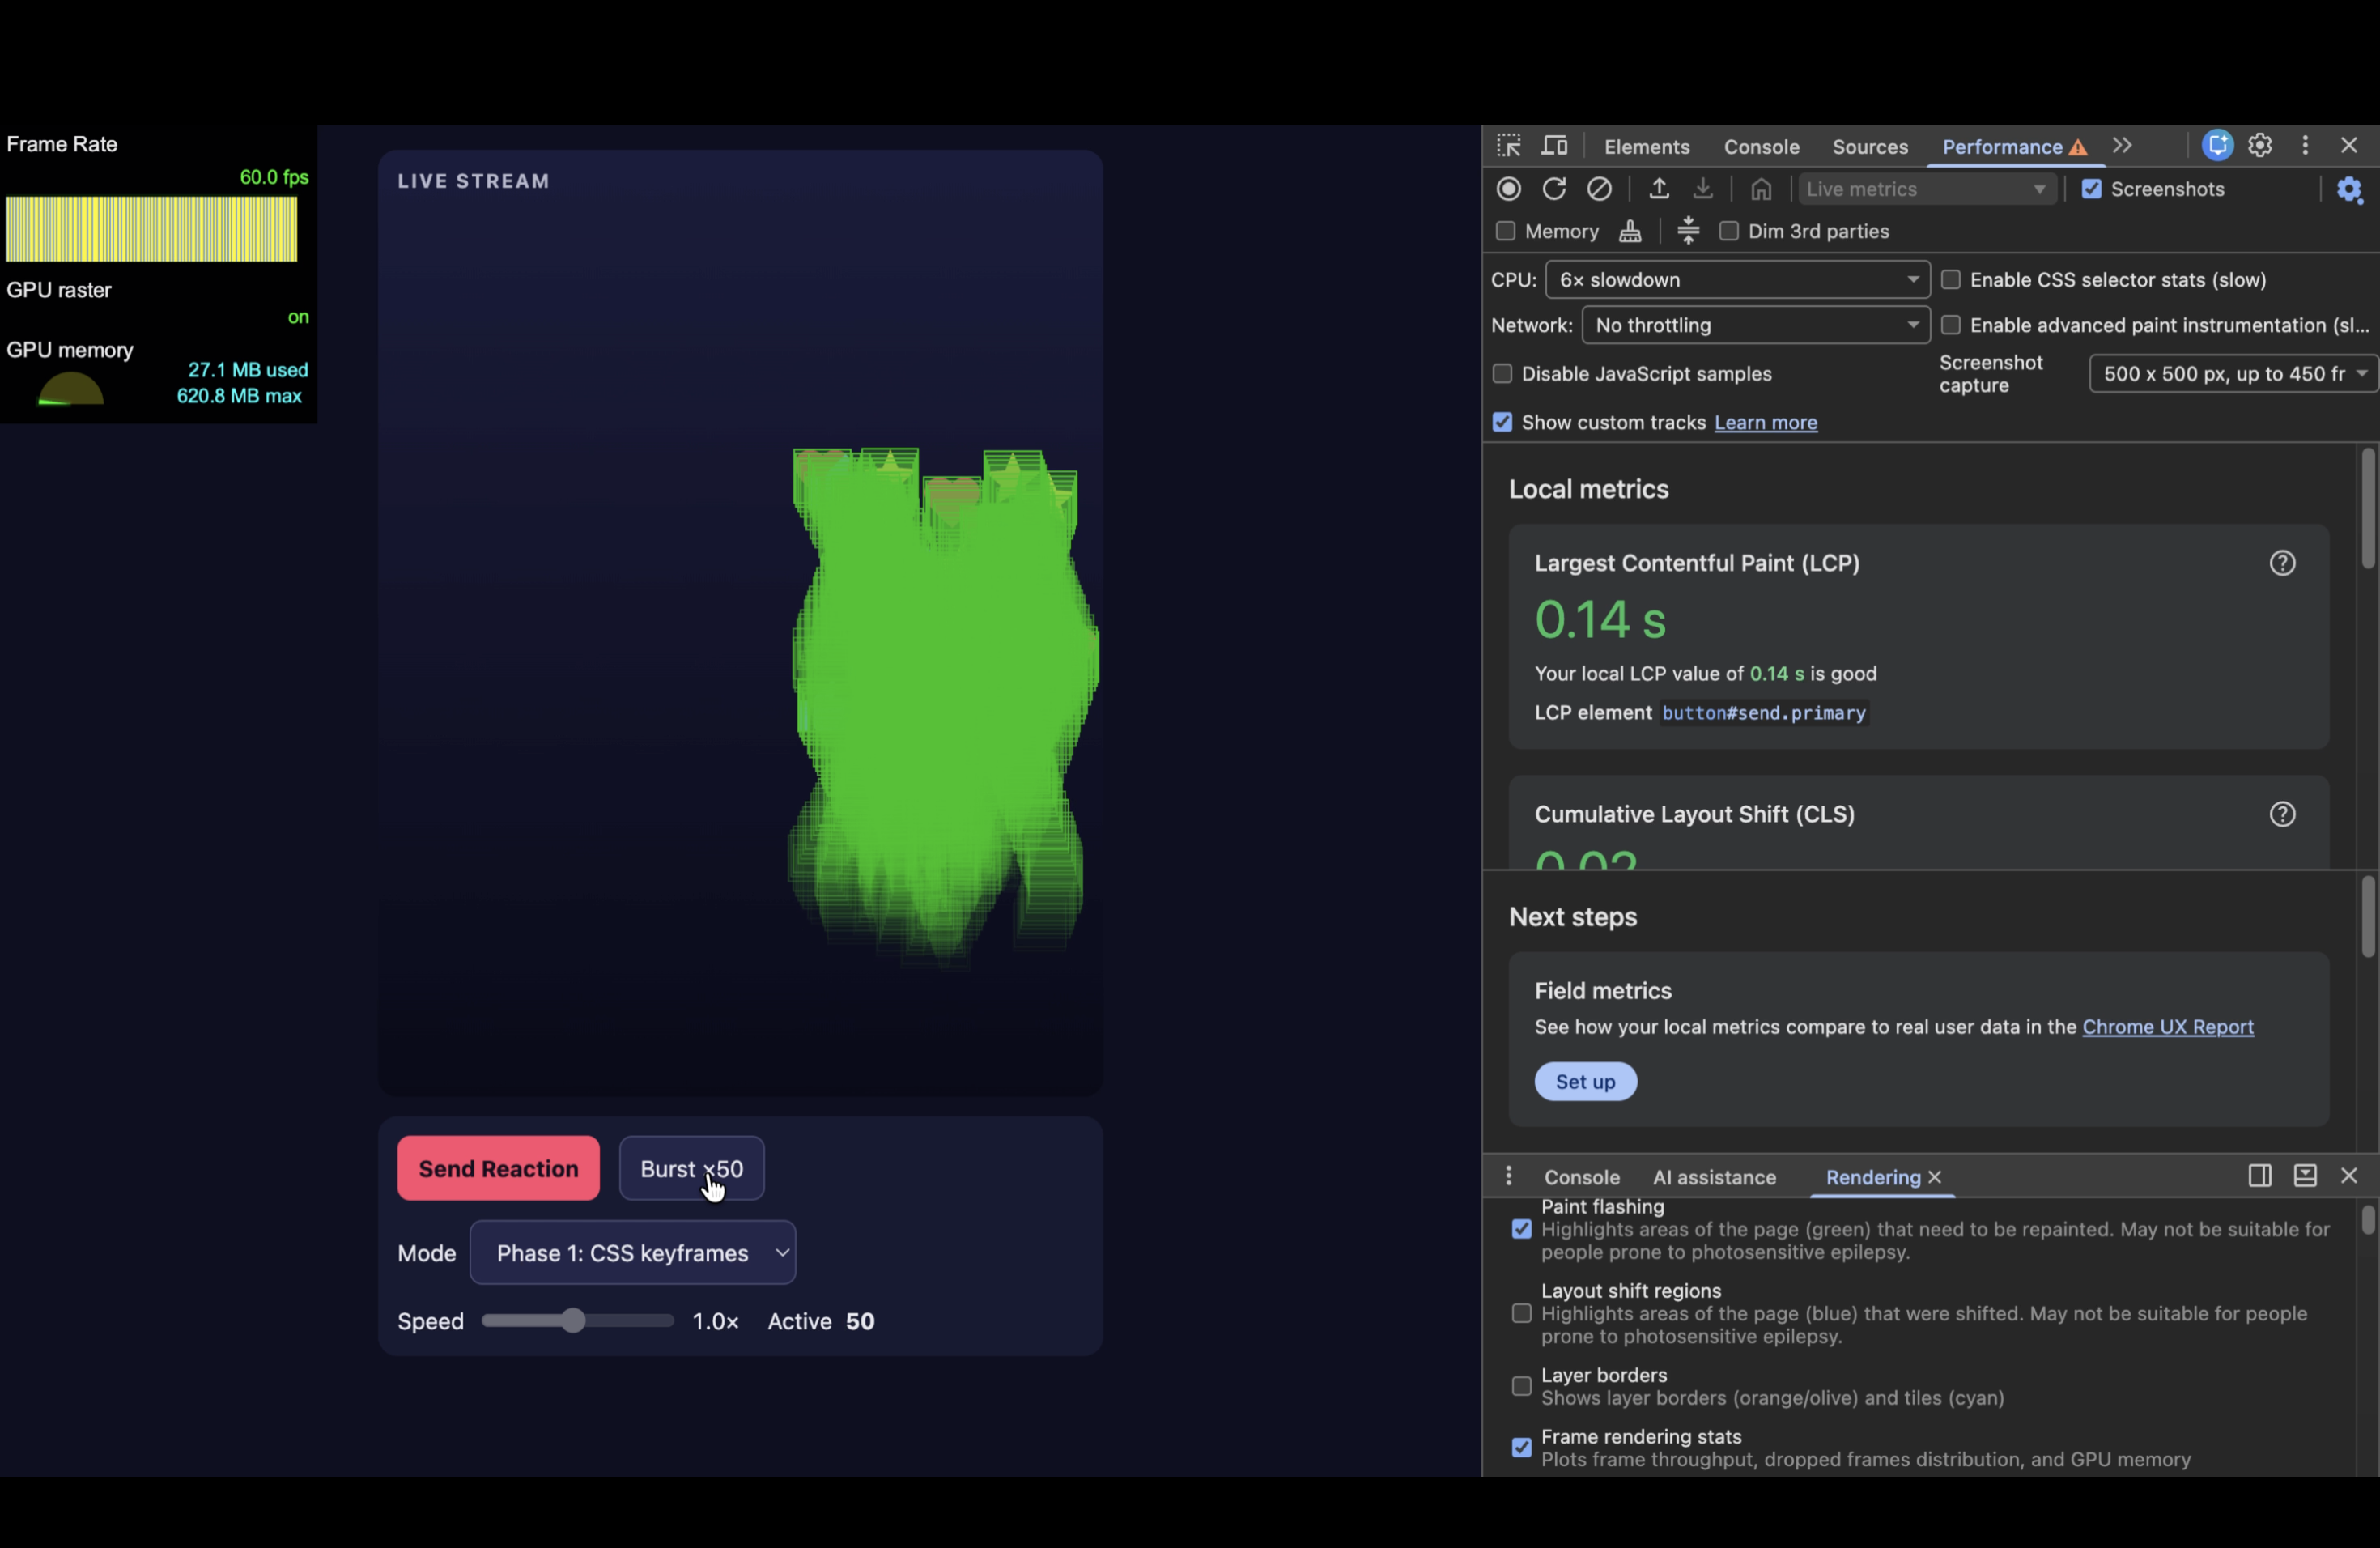 Frame Rate
60.0 fps
GPU raster
on
GPU memory
27.1 MB used
620.8 MB max
LIVE STREAM
Send Reaction
Burst ×50
Mode
Phase 1: CSS keyframes
Speed
1.0×
Active 50
Elements
Console
Sources
Performance
Live metrics
Screenshots
Memory
Dim 3rd parties
CPU:
6× slowdown
Enable CSS selector stats (slow)
Network:
No throttling
Enable advanced paint instrumentation (sl...
Disable JavaScript samples
Screenshot
capture
500 x 500 px, up to 450 fr
Show custom tracks Learn more
Local metrics
Largest Contentful Paint (LCP)
0.14 s
Your local LCP value of 0.14 s is good
LCP element button#send.primary
Cumulative Layout Shift (CLS)
Next steps
Field metrics
See how your local metrics compare to real user data in the Chrome UX Report
Set up
Console
AI assistance
Rendering
Paint flashing
Highlights areas of the page (green) that need to be repainted. May not be suitable for
people prone to photosensitive epilepsy.
Layout shift regions
Highlights areas of the page (blue) that were shifted. May not be suitable for people
prone to photosensitive epilepsy.
Layer borders
Shows layer borders (orange/olive) and tiles (cyan)
Frame rendering stats
Plots frame throughput, dropped frames distribution, and GPU memory